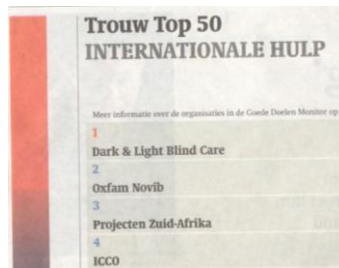 Trouw Top 50
INTERNATIONALE HULP
Meer informatie over de organisaties in de Goede Doelen Monitor op
1
Dark & Light Blind Care
2
Oxfam Novib
3
Projecten Zuid-Afrika
4
ICCO